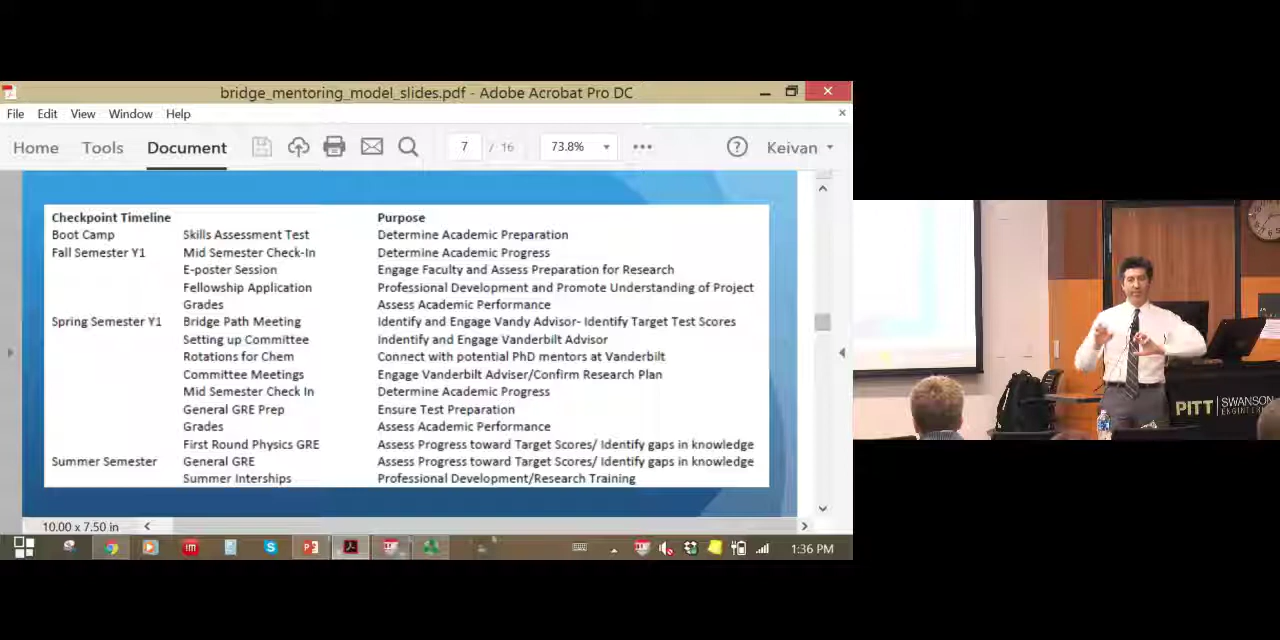 bridge_mentoring_model_slides.pdf - Adobe Acrobat Pro DC
File Edit View Window Help
Home Tools Document 7 / 16 73.8% Keivan
Checkpoint Timeline Purpose
Boot Camp Skills Assessment Test Determine Academic Preparation
Fall Semester Y1 Mid Semester Check-In Determine Academic Progress
E-poster Session Engage Faculty and Assess Preparation for Research
Fellowship Application Professional Development and Promote Understanding of Project
Grades Assess Academic Performance
Spring Semester Y1 Bridge Path Meeting Identify and Engage Vandy Advisor- Identify Target Test Scores
Setting up Committee Indentify and Engage Vanderbilt Advisor
Rotations for Chem Connect with potential PhD mentors at Vanderbilt
Committee Meetings Engage Vanderbilt Adviser/Confirm Research Plan
Mid Semester Check In Determine Academic Progress
General GRE Prep Ensure Test Preparation
Grades Assess Academic Performance
First Round Physics GRE Assess Progress toward Target Scores/ Identify gaps in knowledge
Summer Semester General GRE Assess Progress toward Target Scores/ Identify gaps in knowledge
Summer Interships Professional Development/Research Training
10.00 x 7.50 in
1:36 PM
PITT SWANSON